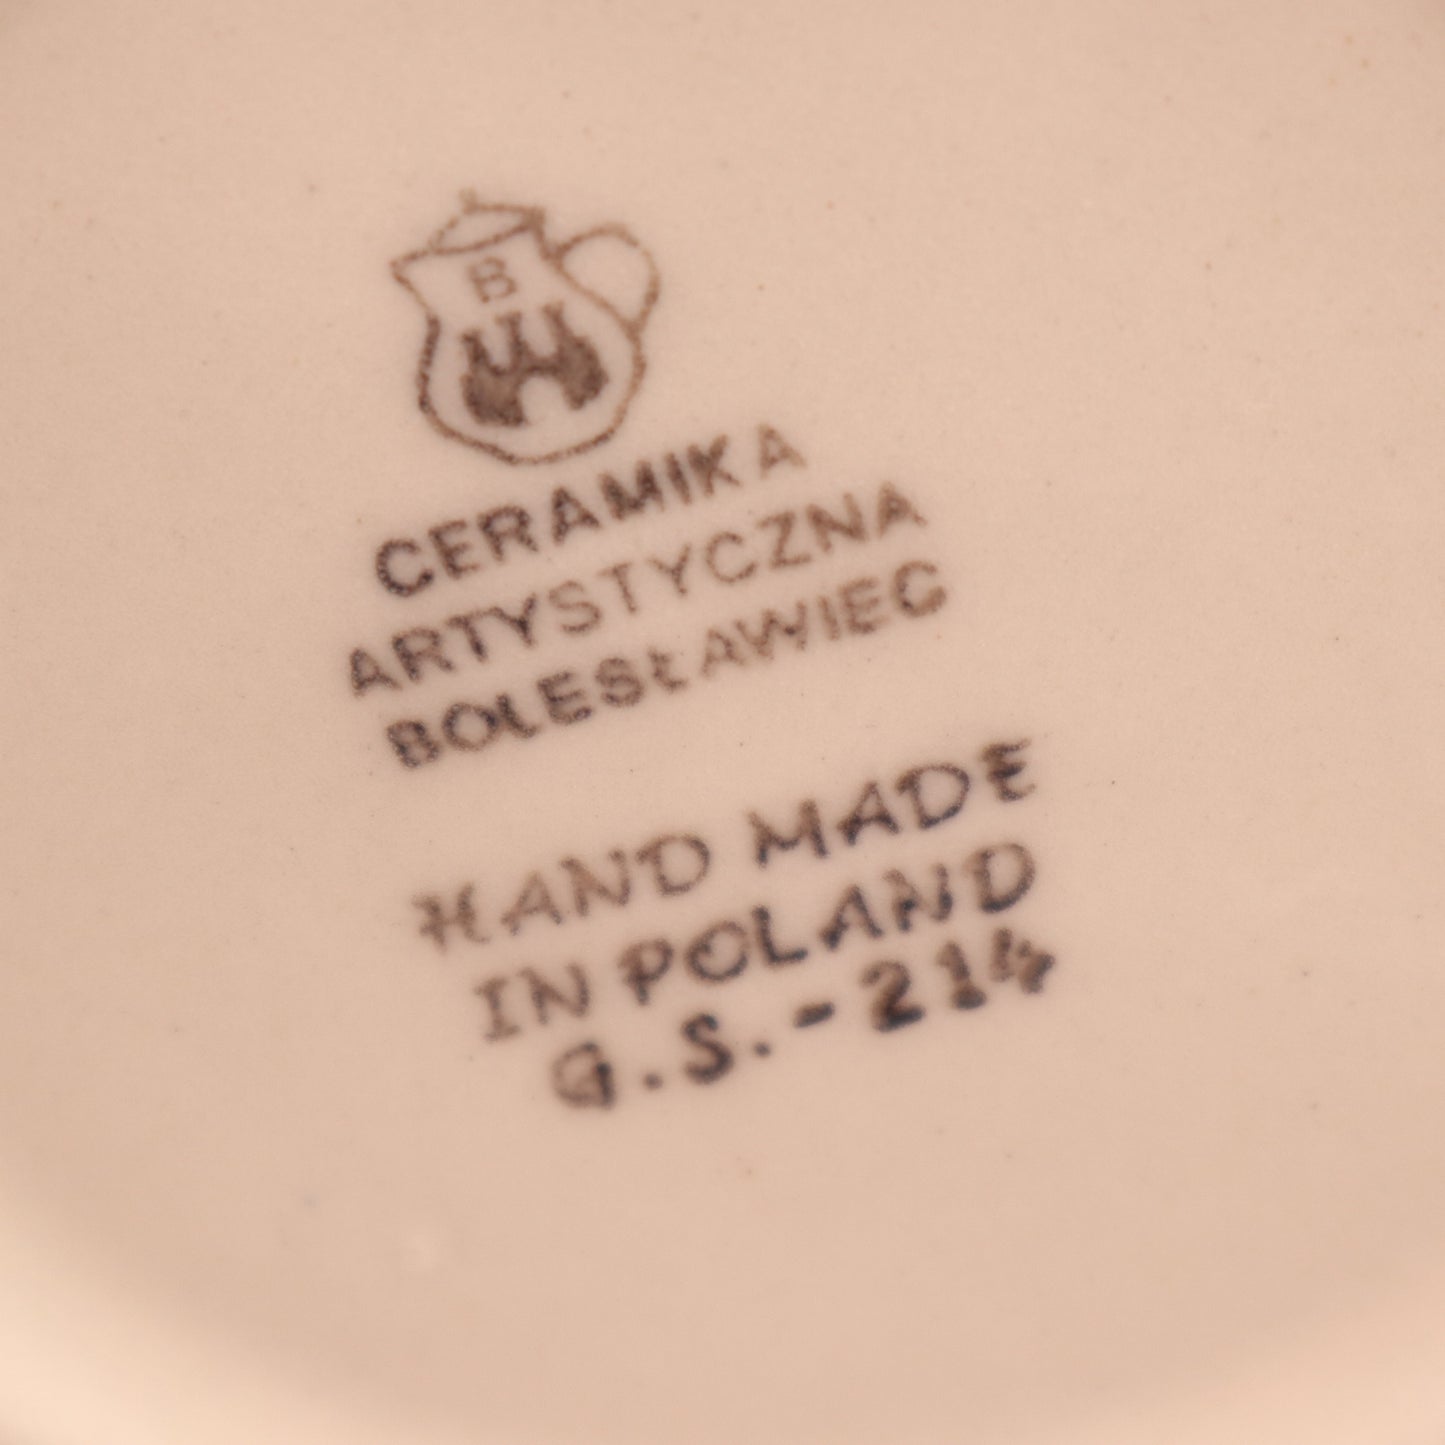 B
CERAMIKA
ARTYSTYCZNA
BOLESŁAWIEC
HAND MADE
IN POLAND
G.S.-214